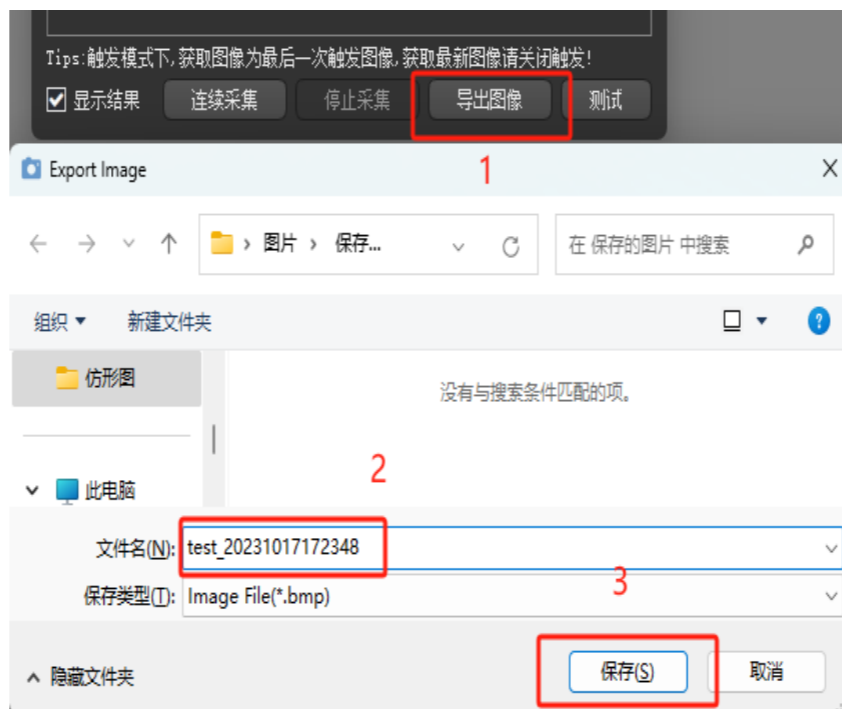 Tips:触发模式下,获取图像为最后一次触发图像,获取最新图像请关闭触发!
显示结果 连续采集 停止采集 导出图像 测试
1
Export Image
图片 › 保存... 在 保存的图片 中搜索
组织 新建文件夹
仿形图
没有与搜索条件匹配的项。
2
此电脑
文件名(N): test_20231017172348
3
保存类型(T): Image File(*.bmp)
隐藏文件夹 保存(S) 取消